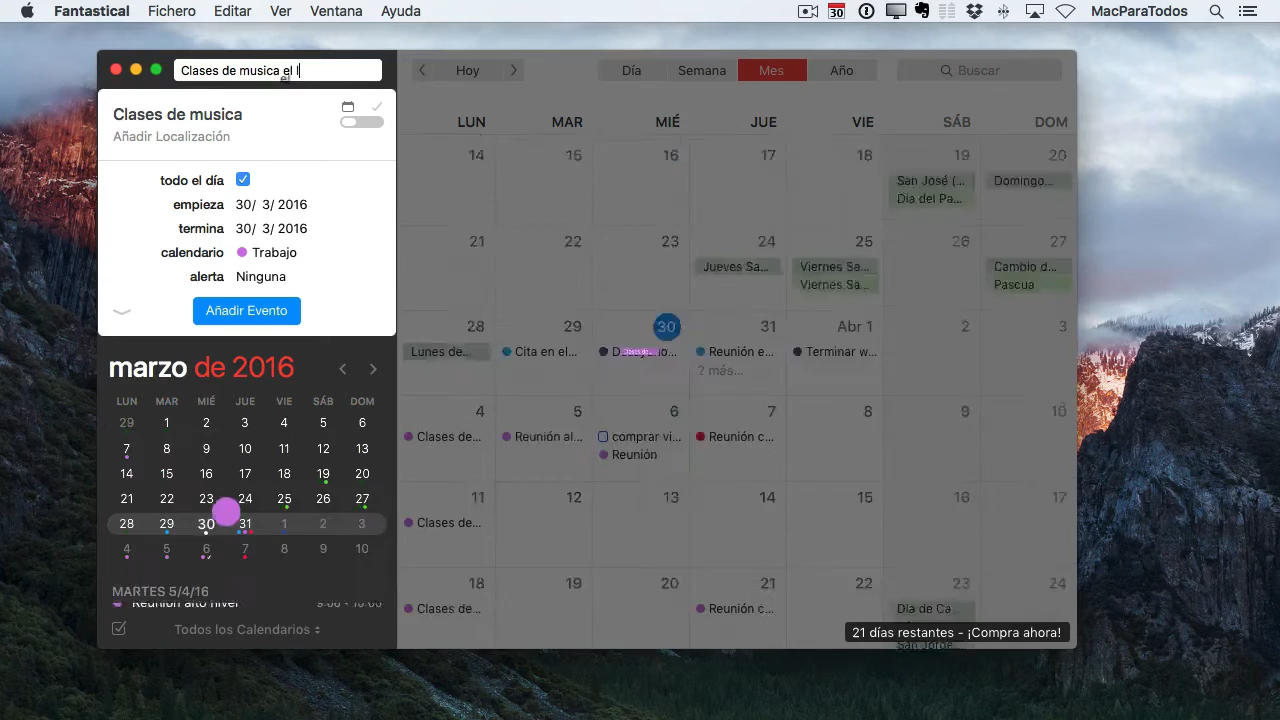 Fantastical Fichero Editar Ver Ventana Ayuda 30 MacParaTodos
Clases de musica el l
Clases de musica
Añadir Localización
todo el día
empieza 30/ 3/ 2016
termina 30/ 3/ 2016
calendario Trabajo
alerta Ninguna
Añadir Evento
marzo de 2016
LUN MAR MIÉ JUE VIE SÁB DOM
29 1 2 3 4 5 6
7 8 9 10 11 12 13
14 15 16 17 18 19 20
21 22 23 24 25 26 27
28 29 30 31 1 2 3
4 5 6 7 8 9 10
MARTES 5/4/16
Reunión alto nivel 9:00 - 10:00
Todos los Calendarios
Hoy Día Semana Mes Año Buscar
LUN MAR MIÉ JUE VIE SÁB DOM
14 15 16 17 18 19 20
San José (... Domingo...
Dia del Pa...
21 22 23 24 25 26 27
Jueves Sa... Viernes Sa... Cambio d...
Viernes Sa... Pascua
28 29 30 31 Abr 1 2 3
Lunes de... Cita en el... Reunión e... Terminar w...
? más...
4 5 6 7 8 9 10
Clases de... Reunión al... comprar vi... Reunión c...
Reunión
11 12 13 14 15 16 17
Clases de...
18 19 20 21 22 23 24
Clases de... Reunión c... Día de Ca...
21 días restantes - ¡Compra ahora!
San Jorge